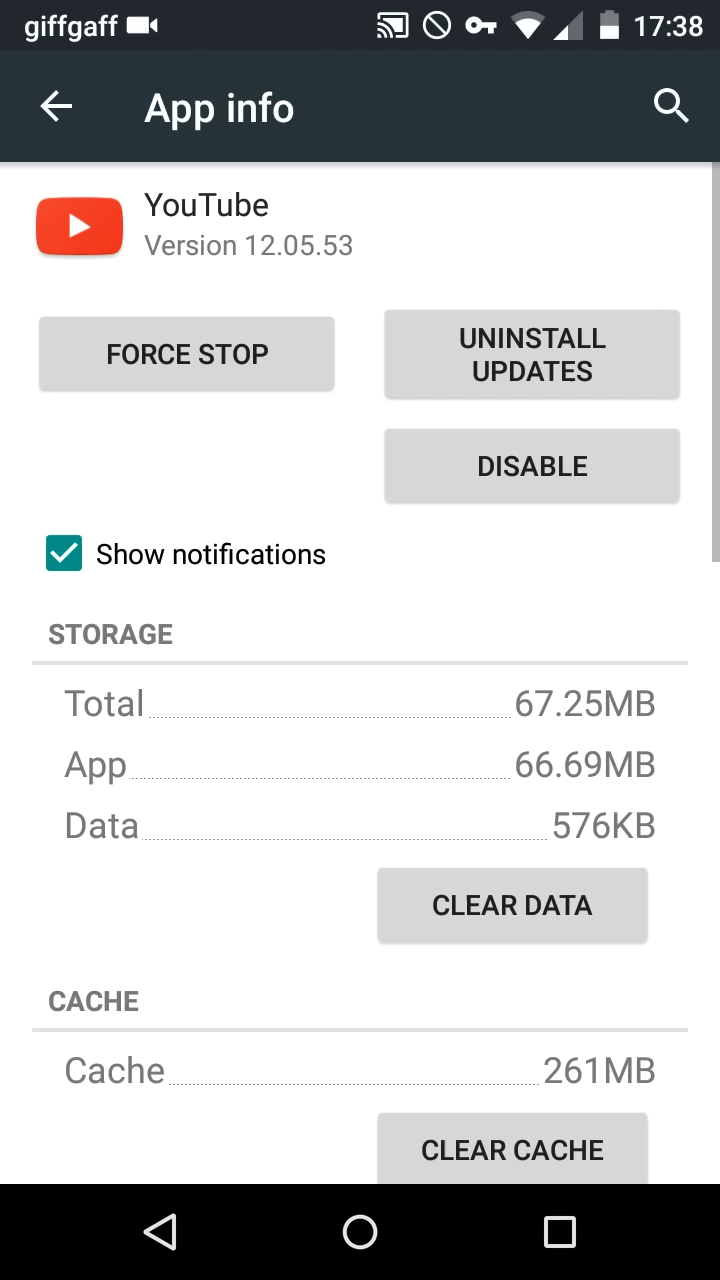 giffgaff 17:38
App info
YouTube
Version 12.05.53
FORCE STOP
UNINSTALL
UPDATES
DISABLE
Show notifications
STORAGE
Total 67.25MB
App 66.69MB
Data 576KB
CLEAR DATA
CACHE
Cache 261MB
CLEAR CACHE